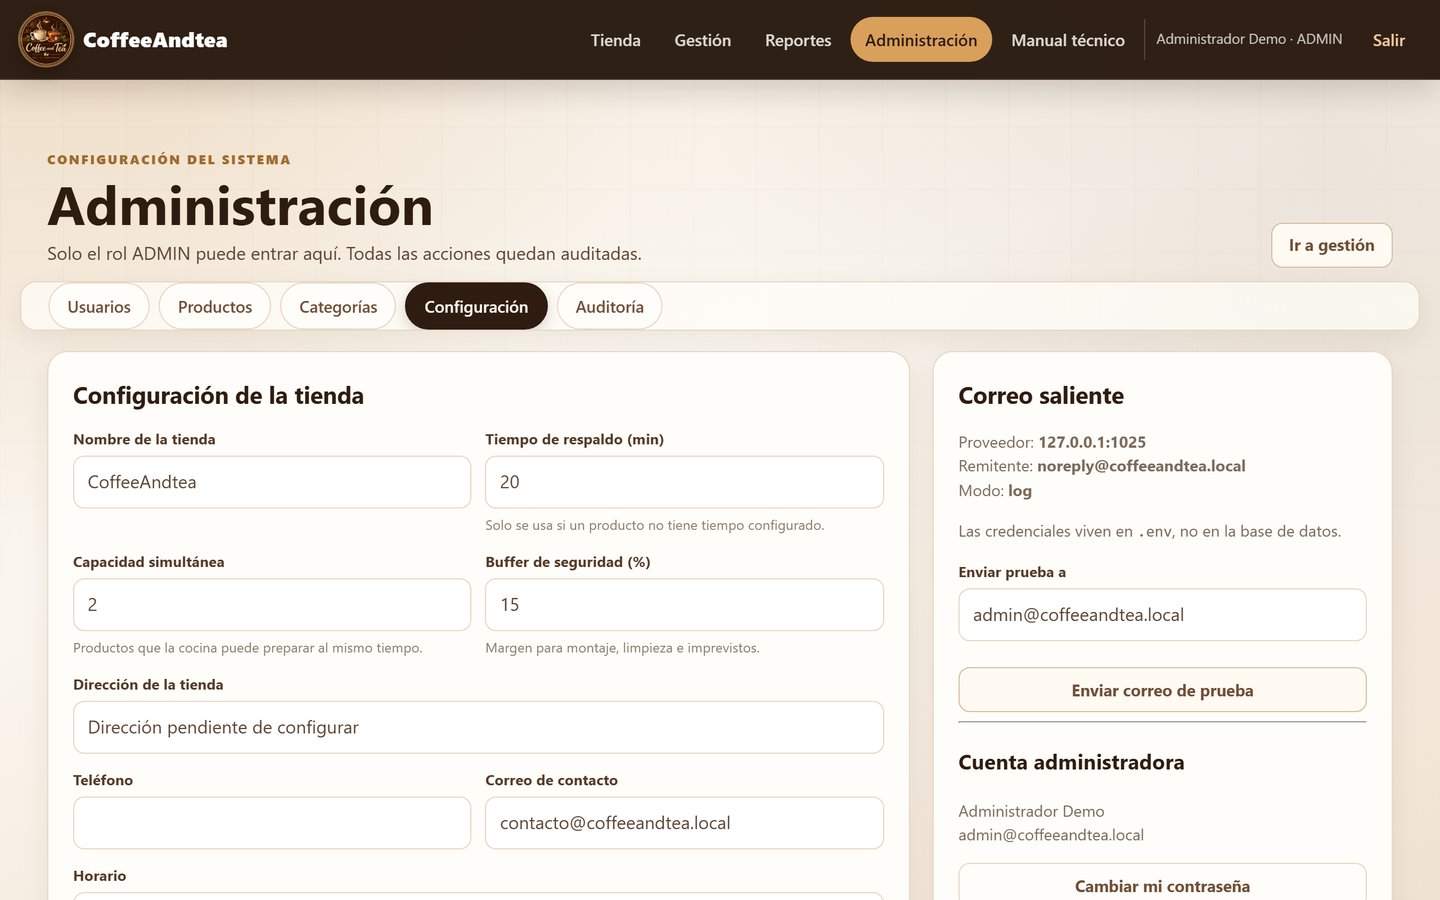 Coffee and Tea
CoffeeAndtea
Tienda
Gestión
Reportes
Administración
Manual técnico
Administrador Demo · ADMIN
Salir
CONFIGURACIÓN DEL SISTEMA
Administración
Solo el rol ADMIN puede entrar aquí. Todas las acciones quedan auditadas.
Ir a gestión
Usuarios
Productos
Categorías
Configuración
Auditoría
Configuración de la tienda
Nombre de la tienda
CoffeeAndtea
Tiempo de respaldo (min)
20
Solo se usa si un producto no tiene tiempo configurado.
Capacidad simultánea
2
Productos que la cocina puede preparar al mismo tiempo.
Buffer de seguridad (%)
15
Margen para montaje, limpieza e imprevistos.
Dirección de la tienda
Dirección pendiente de configurar
Teléfono
Correo de contacto
contacto@coffeeandtea.local
Horario
Correo saliente
Proveedor: 127.0.0.1:1025
Remitente: noreply@coffeeandtea.local
Modo: log
Las credenciales viven en .env, no en la base de datos.
Enviar prueba a
admin@coffeeandtea.local
Enviar correo de prueba
Cuenta administradora
Administrador Demo
admin@coffeeandtea.local
Cambiar mi contraseña